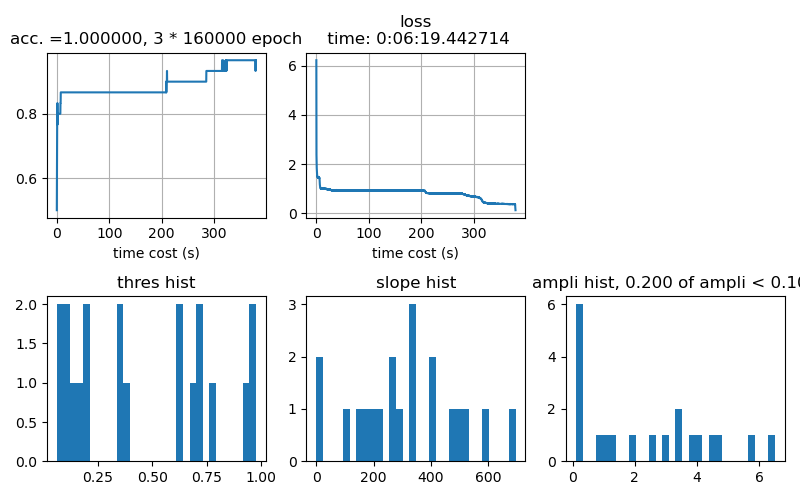 acc. =1.000000, 3 * 160000 epoch
loss
time: 0:06:19.442714
0.8
0.6
0 100 200 300
time cost (s)
6
4
2
0
0 100 200 300
time cost (s)
thres hist
2.0
1.5
1.0
0.5
0.0
0.25 0.50 0.75 1.00
slope hist
3
2
1
0
0 200 400 600
ampli hist, 0.200 of ampli < 0.10
6
4
2
0
0 2 4 6